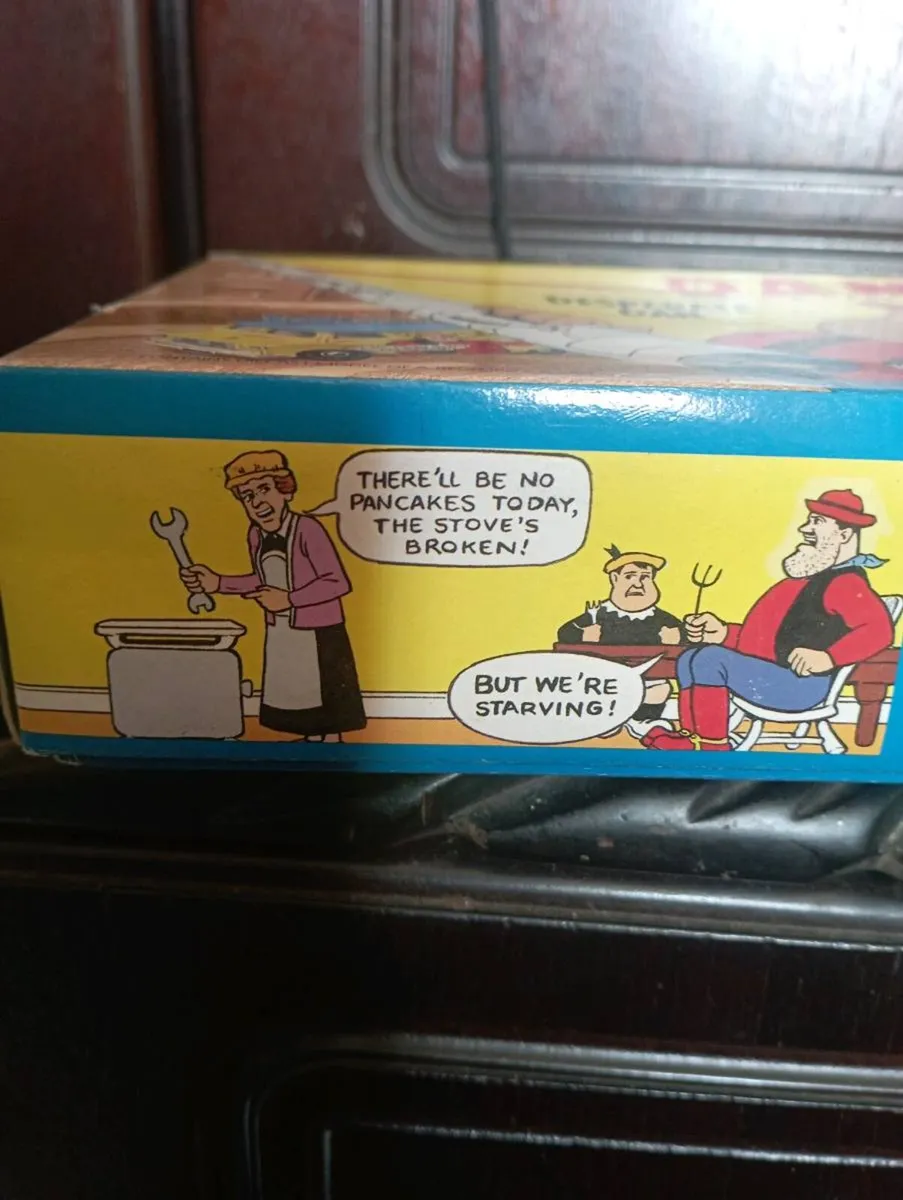 THERE'LL BE NO
PANCAKES TODAY,
THE STOVE'S
BROKEN!
BUT WE'RE
STARVING!